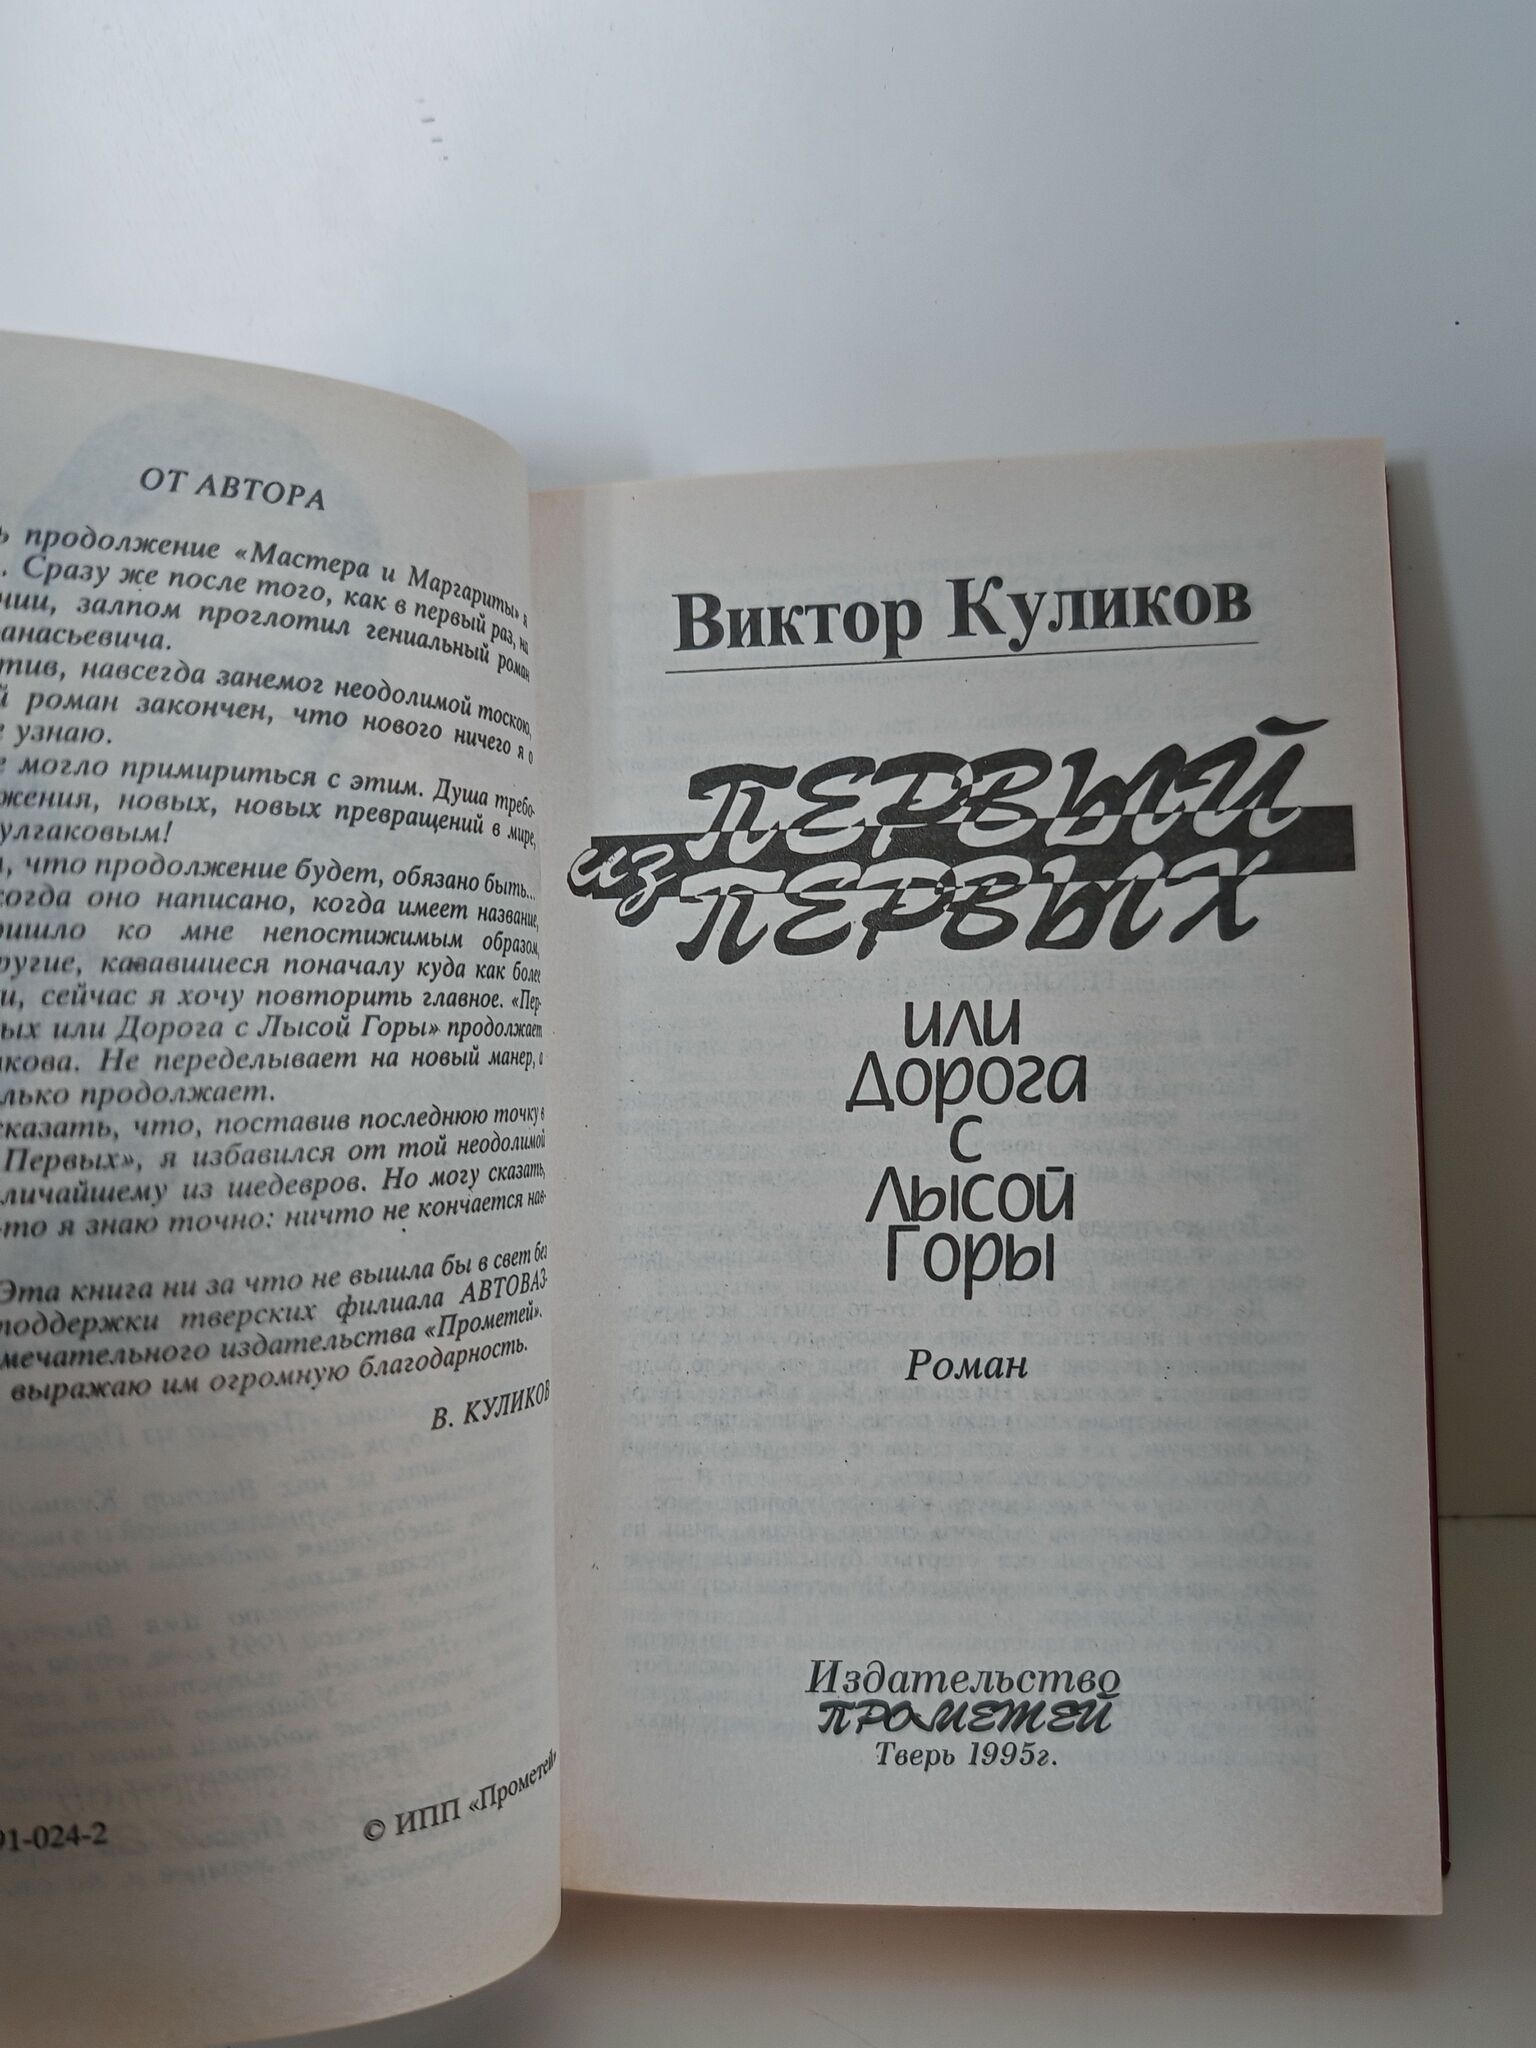 ОТ АВТОРА
продолжение «Мастера и Маргариты» я
. Сразу же после того, как в первый раз, на
нии, залпом проглотил гениальный роман
анасьевича.
тив, навсегда занемог неодолимой тоскою,
й роман закончен, что нового ничего я о
е узнаю.
е могло примириться с этим. Душа требо-
жения, новых, новых превращений в мире,
улгаковым!
, что продолжение будет, обязано быть...
когда оно написано, когда имеет название,
ришло ко мне непостижимым образом,
ругие, казавшиеся поначалу куда как более
и, сейчас я хочу повторить главное. «Пер-
вых или Дорога с Лысой Горы» продолжает
акова. Не переделывает на новый манер, а
лько продолжает.
сказать, что, поставив последнюю точку в
Первых», я избавился от той неодолимой
личайшему из шедевров. Но могу сказать,
-то я знаю точно: ничто не кончается нав-
Эта книга ни за что не вышла бы в свет без
поддержки тверских филиала АВТОВАЗ-
мечательного издательства «Прометей».
выражаю им огромную благодарность.
В. КУЛИКОВ
91-024-2
© ИПП «Прометей»
Виктор Куликов
ПЕРВЫЙ
из
ПЕРВЫХ
или
Дорога
с
Лысой
Горы
Роман
Издательство
ПРОМЕТЕЙ
Тверь 1995г.